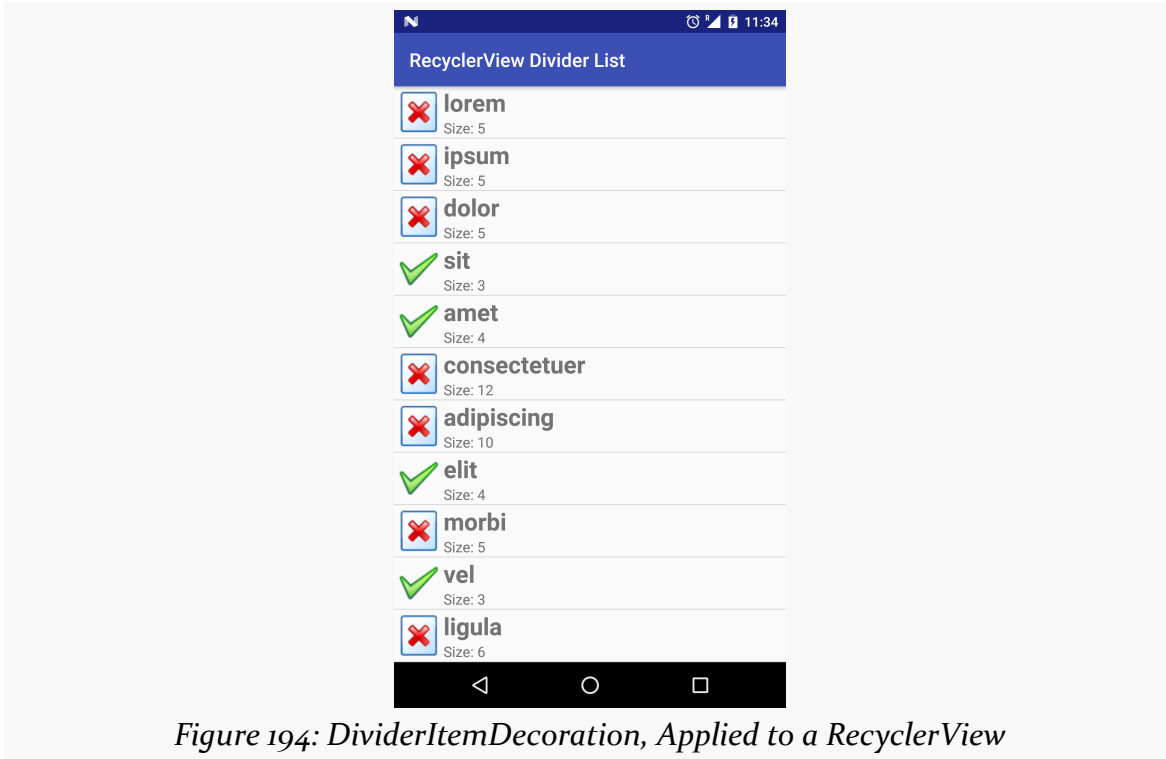 11:34
RecyclerView Divider List
lorem
Size: 5
ipsum
Size: 5
dolor
Size: 5
sit
Size: 3
amet
Size: 4
consectetuer
Size: 12
adipiscing
Size: 10
elit
Size: 4
morbi
Size: 5
vel
Size: 3
ligula
Size: 6
Figure 194: DividerItemDecoration, Applied to a RecyclerView